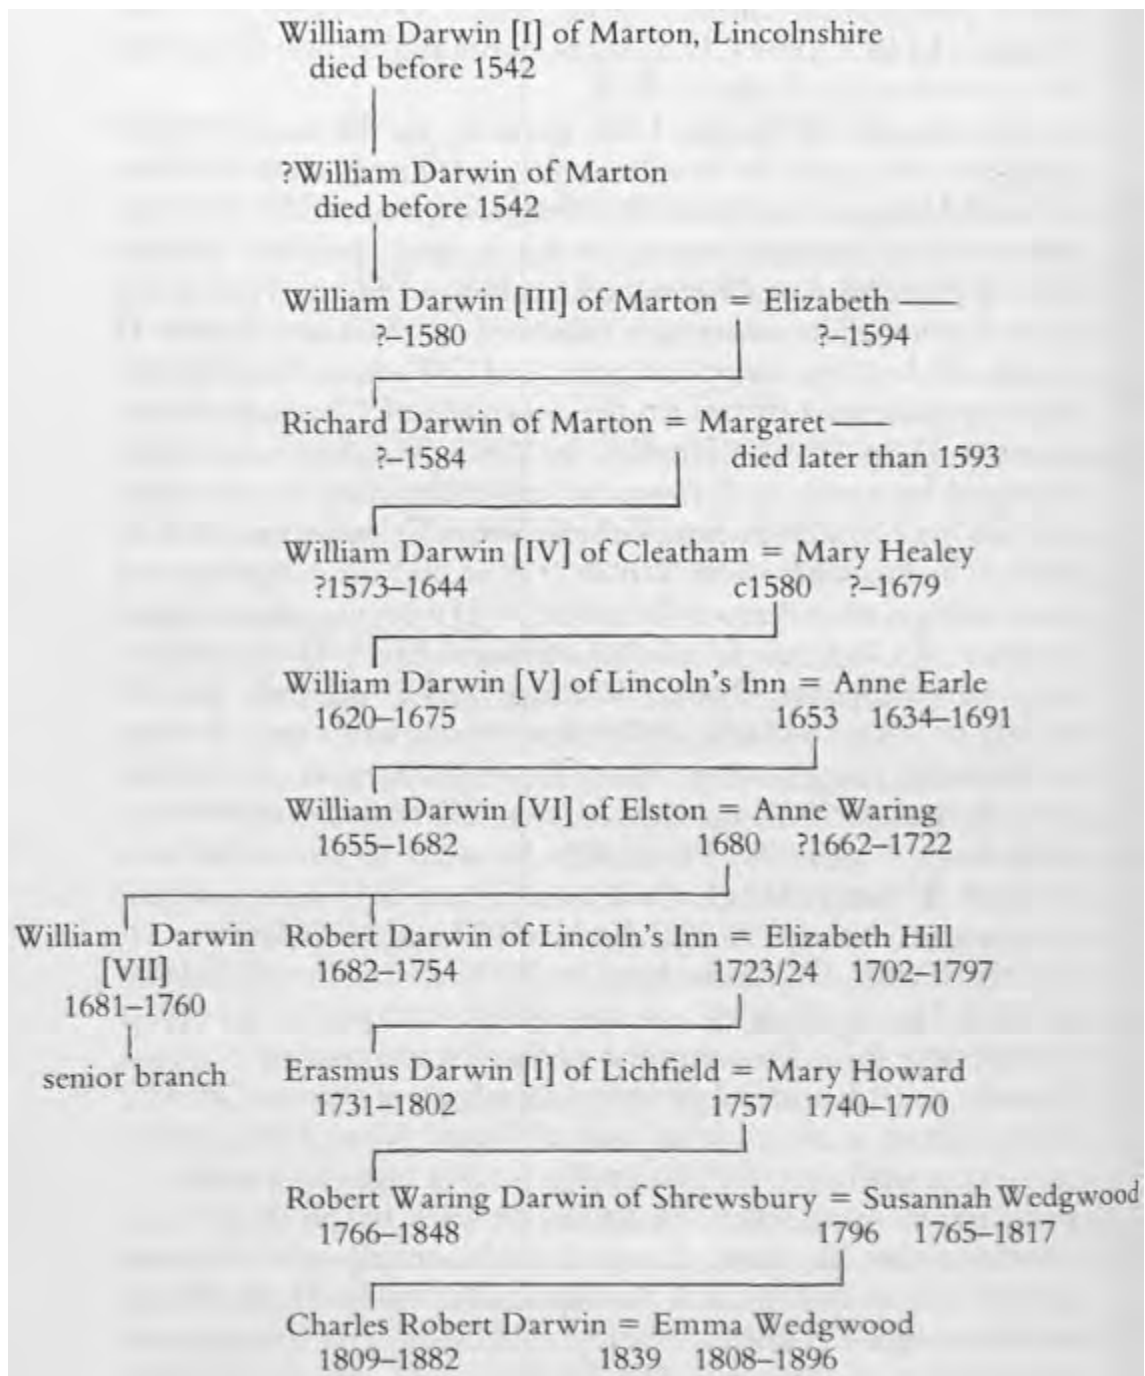 William Darwin [I] of Marton, Lincolnshire
died before 1542
?William Darwin of Marton
died before 1542
William Darwin [III] of Marton = Elizabeth ——
?–1580 ?–1594
Richard Darwin of Marton = Margaret ——
?–1584 died later than 1593
William Darwin [IV] of Cleatham = Mary Healey
?1573–1644 c1580 ?–1679
William Darwin [V] of Lincoln's Inn = Anne Earle
1620–1675 1653 1634–1691
William Darwin [VI] of Elston = Anne Waring
1655–1682 1680 ?1662–1722
William Darwin
[VII]
1681–1760
senior branch
Robert Darwin of Lincoln's Inn = Elizabeth Hill
1682–1754 1723/24 1702–1797
Erasmus Darwin [I] of Lichfield = Mary Howard
1731–1802 1757 1740–1770
Robert Waring Darwin of Shrewsbury = Susannah Wedgwood
1766–1848 1796 1765–1817
Charles Robert Darwin = Emma Wedgwood
1809–1882 1839 1808–1896